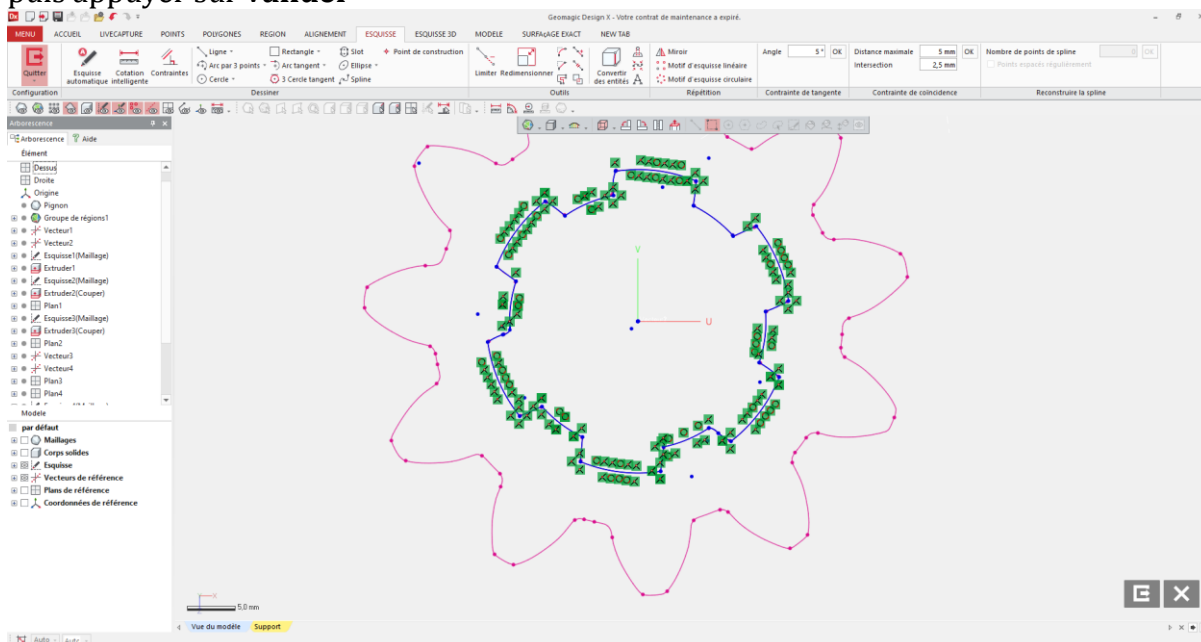 puis appuyer sur valider
Geomagic Design X - Votre contrat de maintenance a expiré.
MENU ACCUEIL LIVECAPTURE POINTS POLYGONES REGION ALIGNEMENT ESQUISSE ESQUISSE 3D MODELE SURFAÇAGE EXACT NEW TAB
Quitter
Esquisse automatique
Cotation intelligente
Contraintes
Ligne Rectangle Slot Point de construction
Arc par 3 points Arc tangent Ellipse
Cercle 3 Cercle tangent Spline
Limiter Redimensionner
Convertir des entités
Miroir
Motif d'esquisse linéaire
Motif d'esquisse circulaire
Angle 5° OK
Distance maximale 5 mm OK
Intersection 2,5 mm
Nombre de points de spline 0 OK
Points espacés régulièrement
Configuration Dessiner Outils Répétition Contrainte de tangente Contrainte de coïncidence Reconstruire la spline
Arborescence
Arborescence Aide
Élément
Dessus
Droite
Origine
Pignon
Groupe de régions1
Vecteur1
Vecteur2
Esquisse1(Maillage)
Extruder1
Esquisse2(Maillage)
Extruder2(Couper)
Plan1
Esquisse3(Maillage)
Extruder3(Couper)
Plan2
Vecteur3
Vecteur4
Plan3
Plan4
Modele
par défaut
Maillages
Corps solides
Esquisse
Vecteurs de référence
Plans de référence
Coordonnées de référence
V
U
X
5,0 mm
Vue du modèle Support
Auto Auto